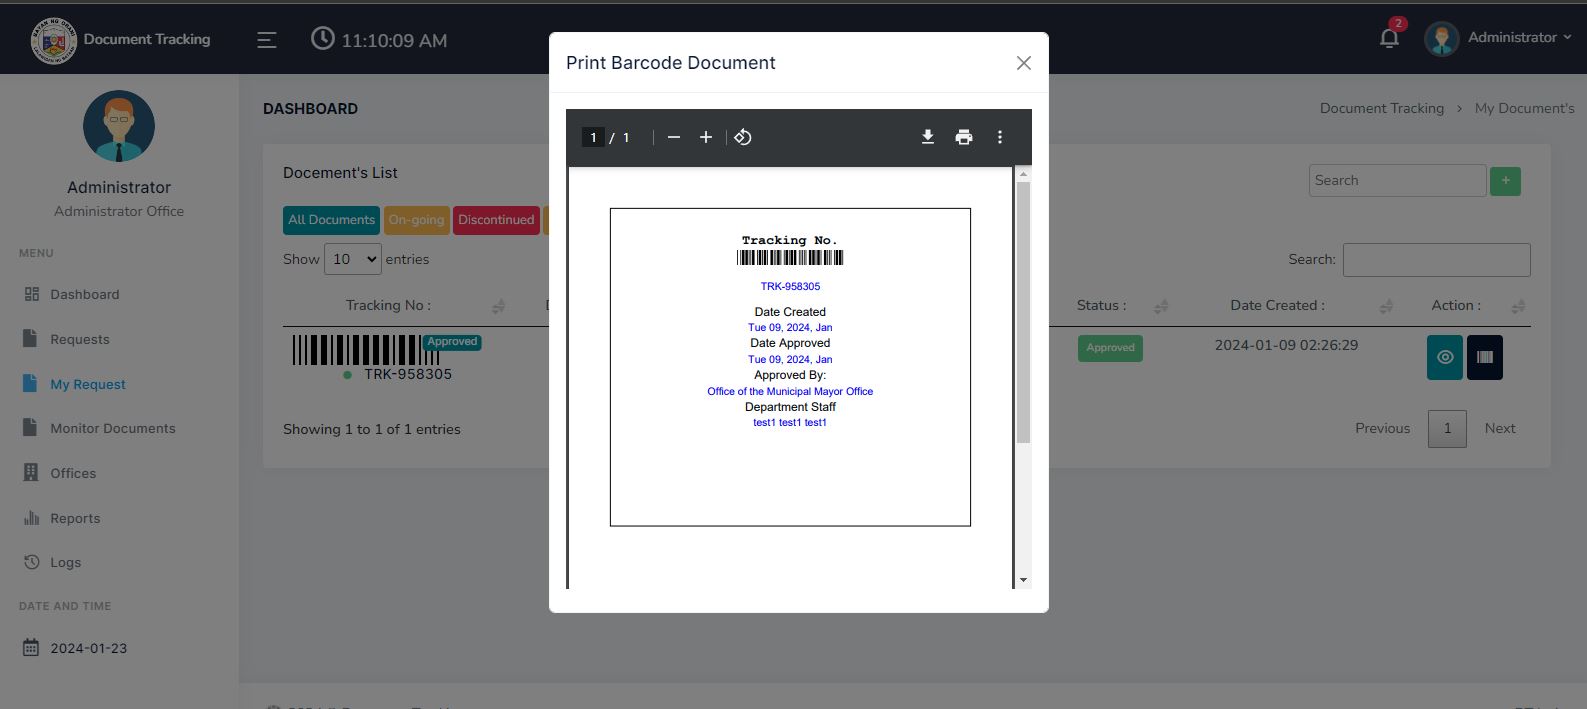 Document Tracking
11:10:09 AM
2
Administrator
Print Barcode Document
Administrator
Administrator Office
MENU
Dashboard
Requests
My Request
Monitor Documents
Offices
Reports
Logs
DATE AND TIME
2024-01-23
DASHBOARD
Document Tracking > My Document's
Docement's List
Search
+
All Documents
On-going
Discontinued
Show 10 entries
Search:
Tracking No :
Status :
Date Created :
Action :
Approved
TRK-958305
Approved
2024-01-09 02:26:29
Showing 1 to 1 of 1 entries
Previous 1 Next
1 / 1
Tracking No.
TRK-958305
Date Created
Tue 09, 2024, Jan
Date Approved
Tue 09, 2024, Jan
Approved By:
Office of the Municipal Mayor Office
Department Staff
test1 test1 test1